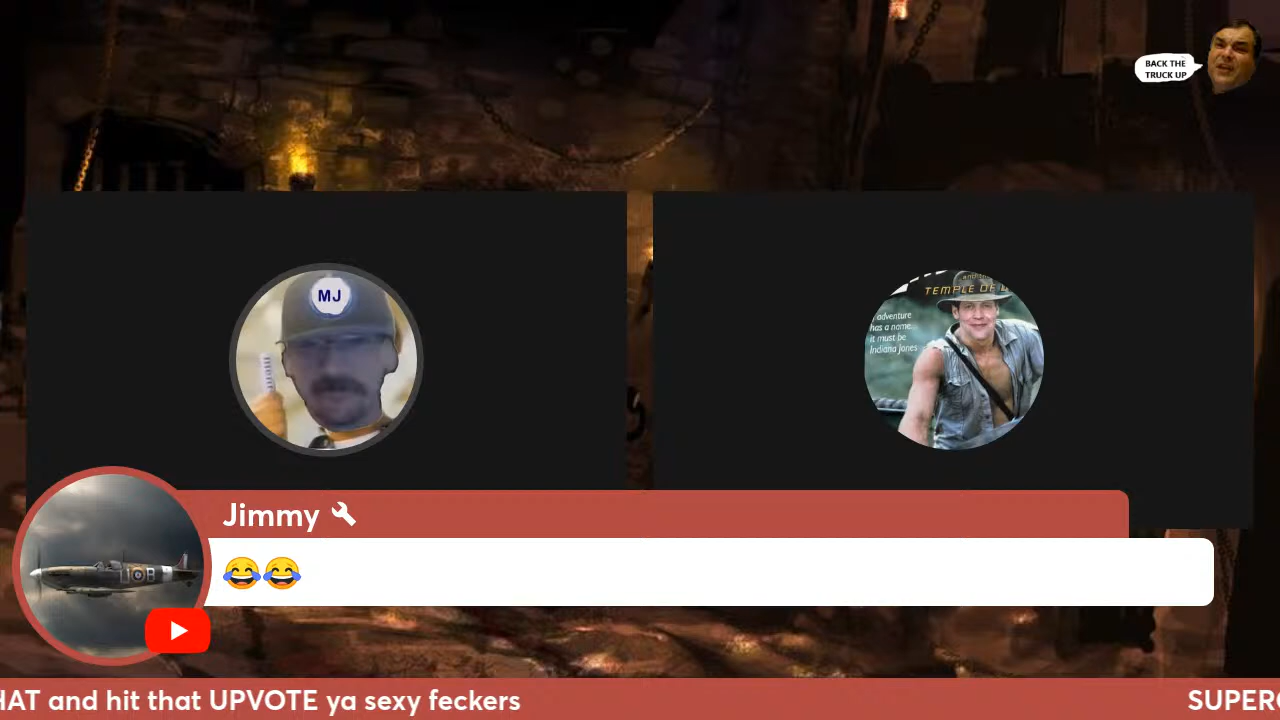 BACK THE
TRUCK UP
MJ
TEMPLE OF
adventure
has a name...
it must be
Indiana Jones
Jimmy
😂😂
HAT and hit that UPVOTE ya sexy feckers
SUPER